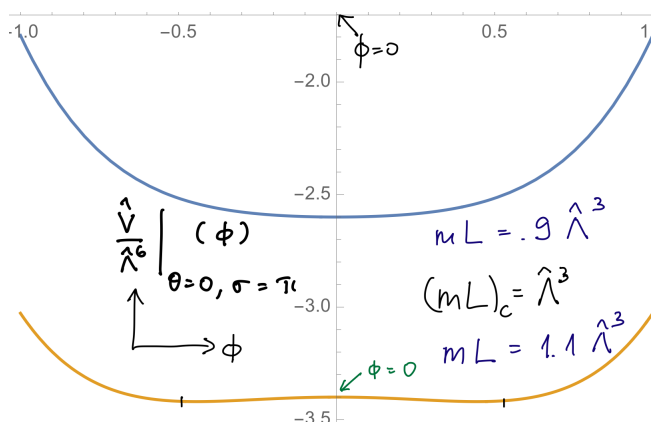 -1.0
-0.5
0.5
1.
ϕ=0
-2.0
-2.5
V̂/Λ̂⁶ | (ϕ)
θ=0, σ=π
mL = .9 Λ̂³
-3.0
(mL)c = Λ̂³
ϕ
mL = 1.1 Λ̂³
ϕ=0
-3.5